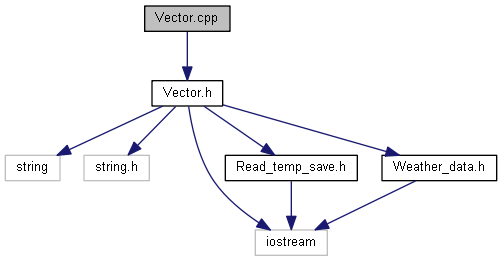 Vector.cpp
Vector.h
string
string.h
Read_temp_save.h
Weather_data.h
iostream